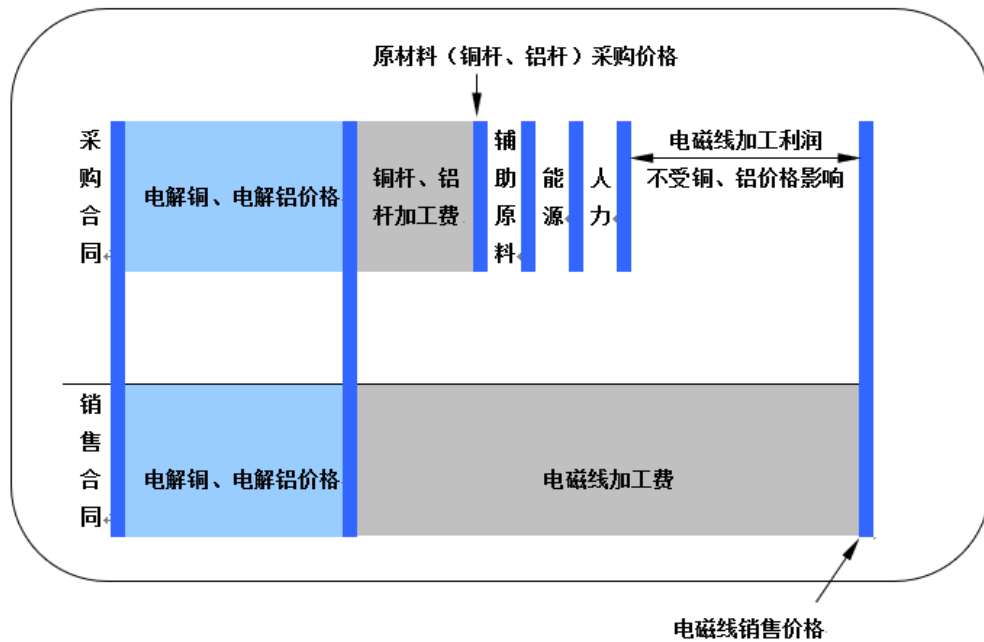 原材料（铜杆、铝杆）采购价格
采购合同
电解铜、电解铝价格
铜杆、铝
杆加工费
辅助原料
能源
人力
电磁线加工利润
不受铜、铝价格影响
销售合同
电解铜、电解铝价格
电磁线加工费
电磁线销售价格